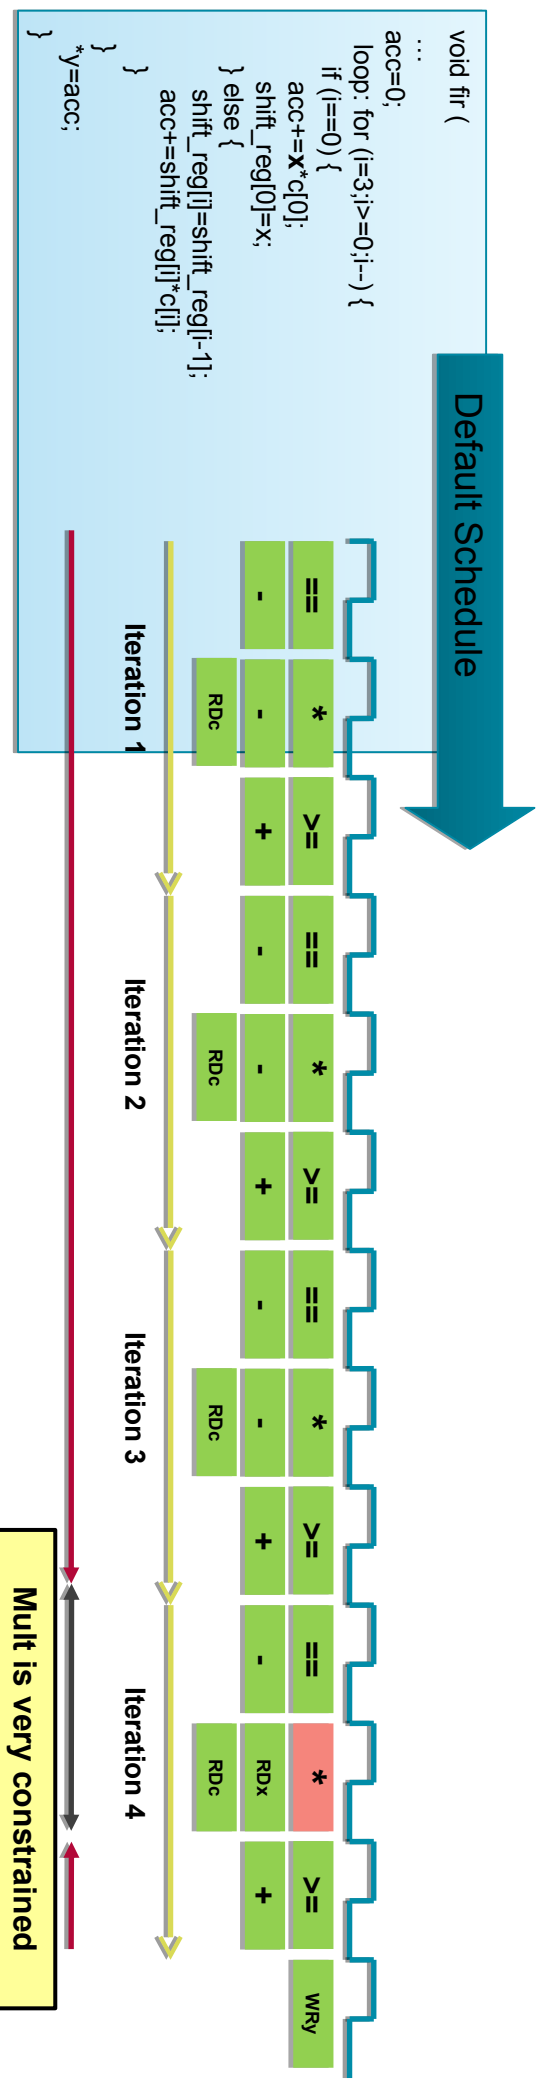 void fir (
…
acc=0;
loop: for (i=3;i>=0;i--) {
if (i==0) {
acc+=x*c[0];
shift_reg[0]=x;
} else {
shift_reg[i]=shift_reg[i-1];
acc+=shift_reg[i]*c[i];
}
}
*y=acc;
}
Default Schedule
== * >= == * >= == * >= == * >= WRy
- - + - - + - - + - RDx +
RDc RDc RDc RDc
Iteration 1 Iteration 2 Iteration 3 Iteration 4
Mult is very constrained